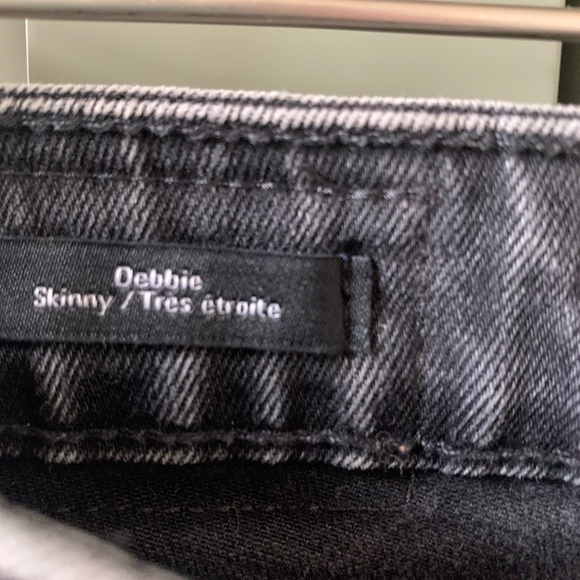 Debbie
Skinny / Très étroite